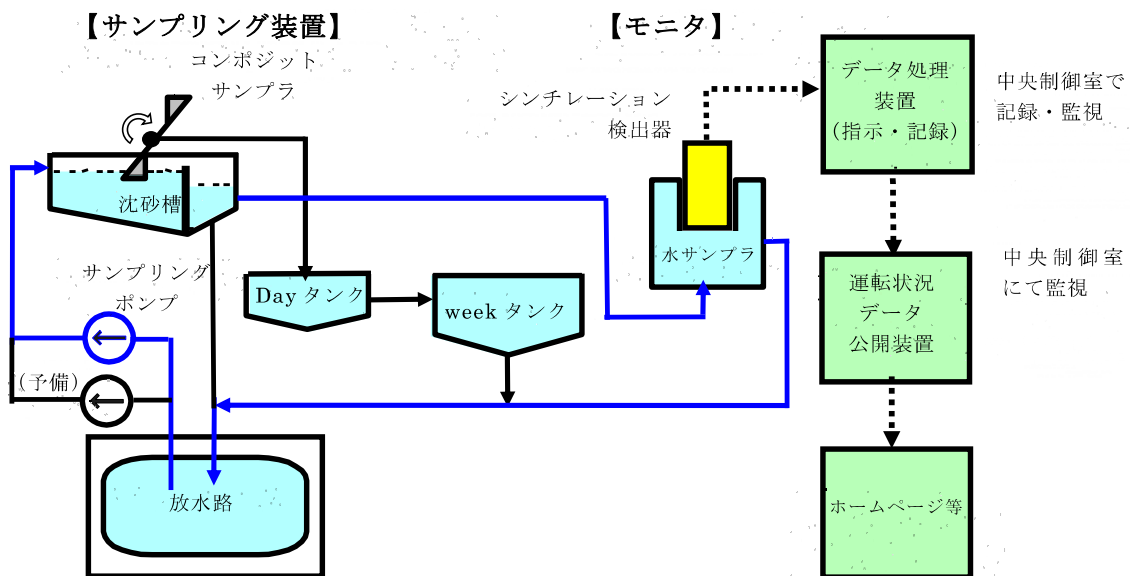 【サンプリング装置】
コンポジット
サンプラ
沈砂槽
サンプリング
ポンプ
(予備)
放水路
Day タンク
week タンク
【モニタ】
シンチレーション
検出器
水サンプラ
データ処理
装置
(指示・記録)
中央制御室で
記録・監視
運転状況
データ
公開装置
中央制御室
にて監視
ホームページ等